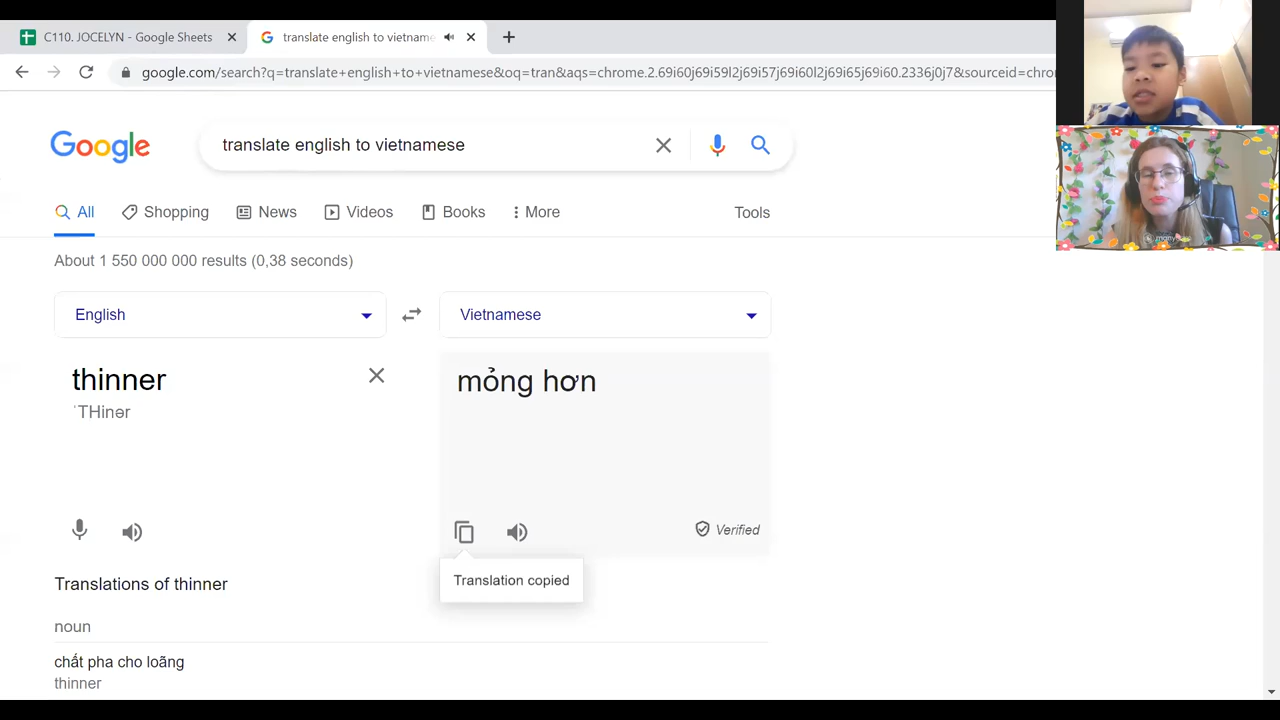 C110. JOCELYN - Google Sheets
translate english to vietname
google.com/search?q=translate+english+to+vietnamese&oq=tran&aqs=chrome.2.69i60j69i59l2j69i57j69i60l2j69i65j69i60.2336j0j7&sourceid=chro
Google
translate english to vietnamese
All
Shopping
News
Videos
Books
More
Tools
About 1 550 000 000 results (0,38 seconds)
English
Vietnamese
thinner
ˈTHinər
mỏng hơn
Verified
Translation copied
Translations of thinner
noun
chất pha cho loãng
thinner